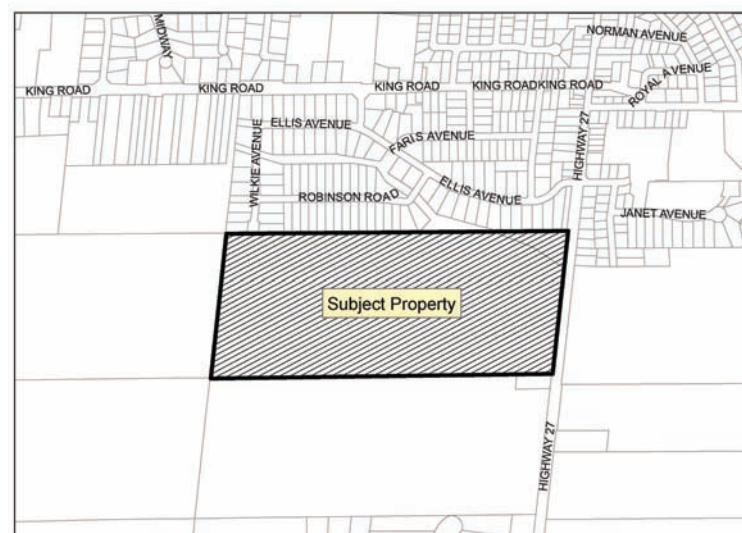 MIDWAY
NORMAN AVENUE
KING ROAD
KING ROAD
KING ROAD
KING ROAD
KING ROAD
ROYAL AVENUE
ELLIS AVENUE
FARIS AVENUE
HIGHWAY 27
WILKIE AVENUE
ROBINSON ROAD
ELLIS AVENUE
JANET AVENUE
Subject Property
HIGHWAY 27